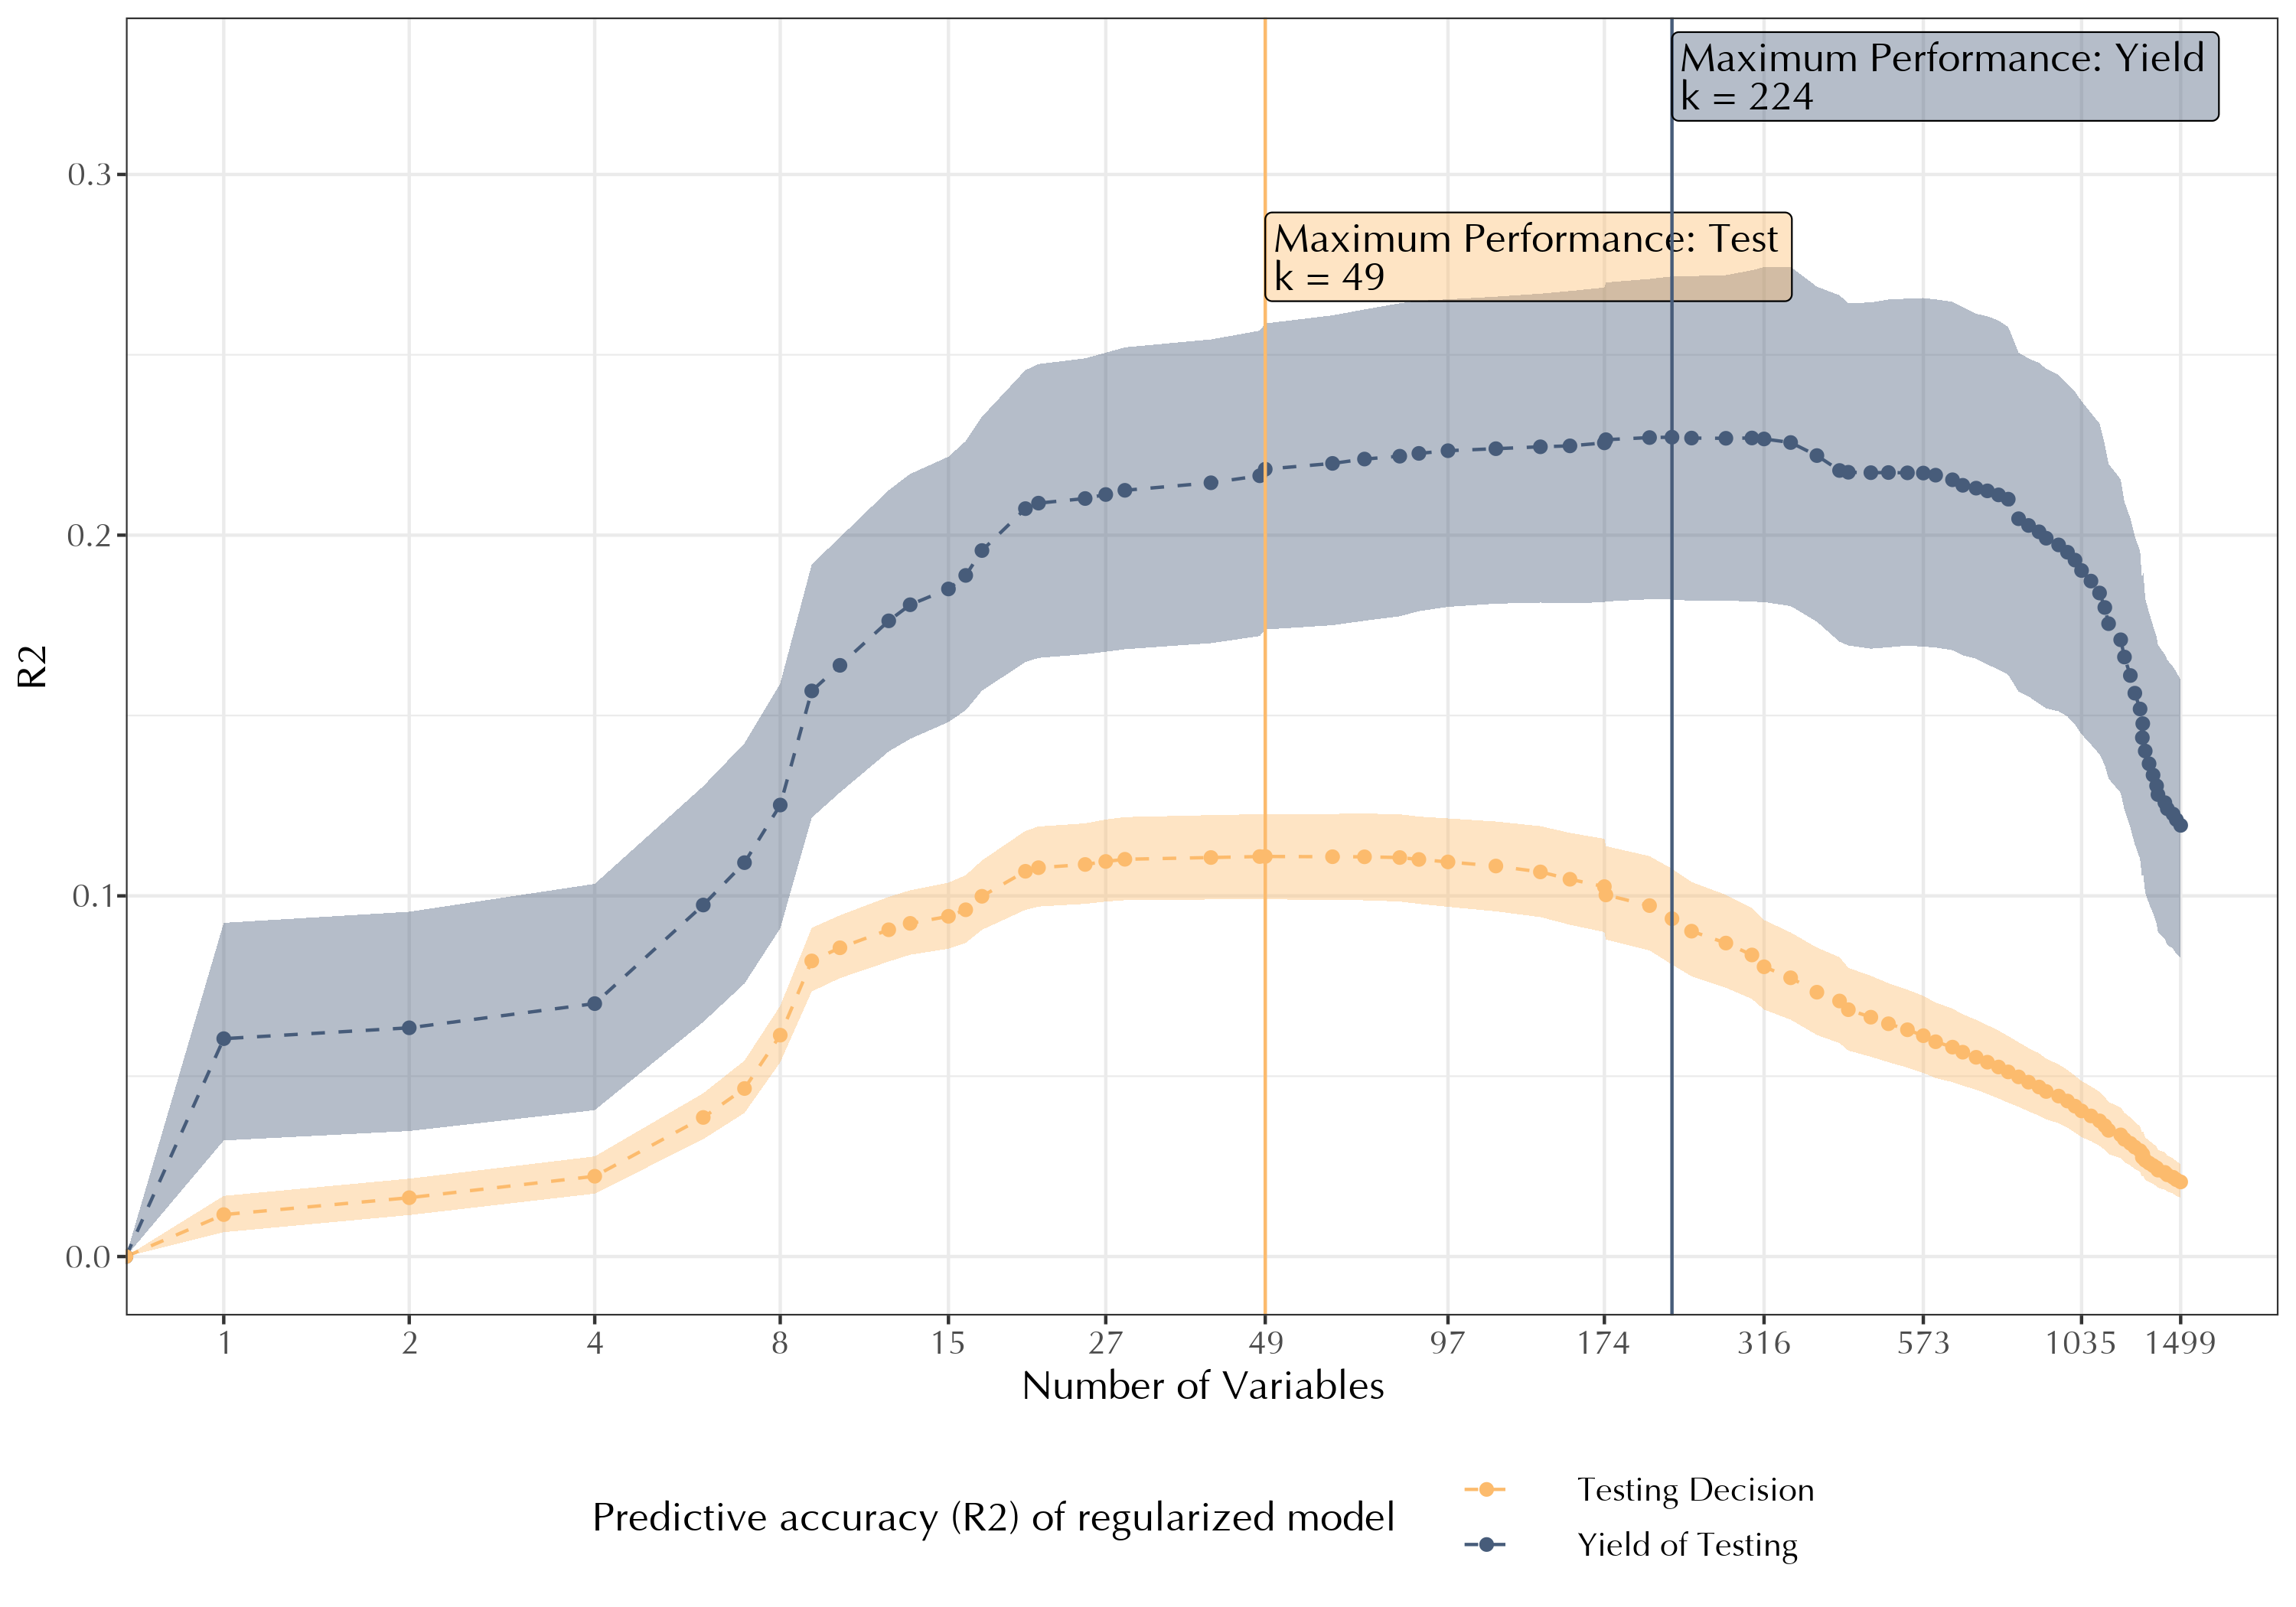 Maximum Performance: Yield
k = 224
Maximum Performance: Test
k = 49
0.3
0.2
0.1
0.0
R2
1 2 4 8 15 27 49 97 174 316 573 1035 1499
Number of Variables
Predictive accuracy (R2) of regularized model
Testing Decision
Yield of Testing